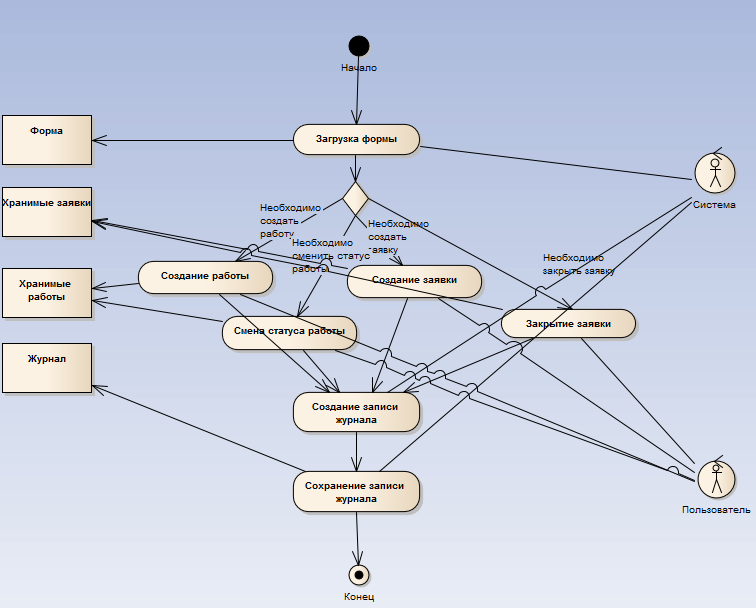 Начало
Форма
Загрузка формы
Хранимые заявки
Система
Необходимо
создать
работу
Необходимо
создать
заявку
Необходимо
сменить статус
работы
Необходимо
закрыть заявку
Хранимые
работы
Создание работы
Создание заявки
Смена статуса работы
Закрытие заявки
Журнал
Создание записи
журнала
Сохранение записи
журнала
Пользователь
Конец